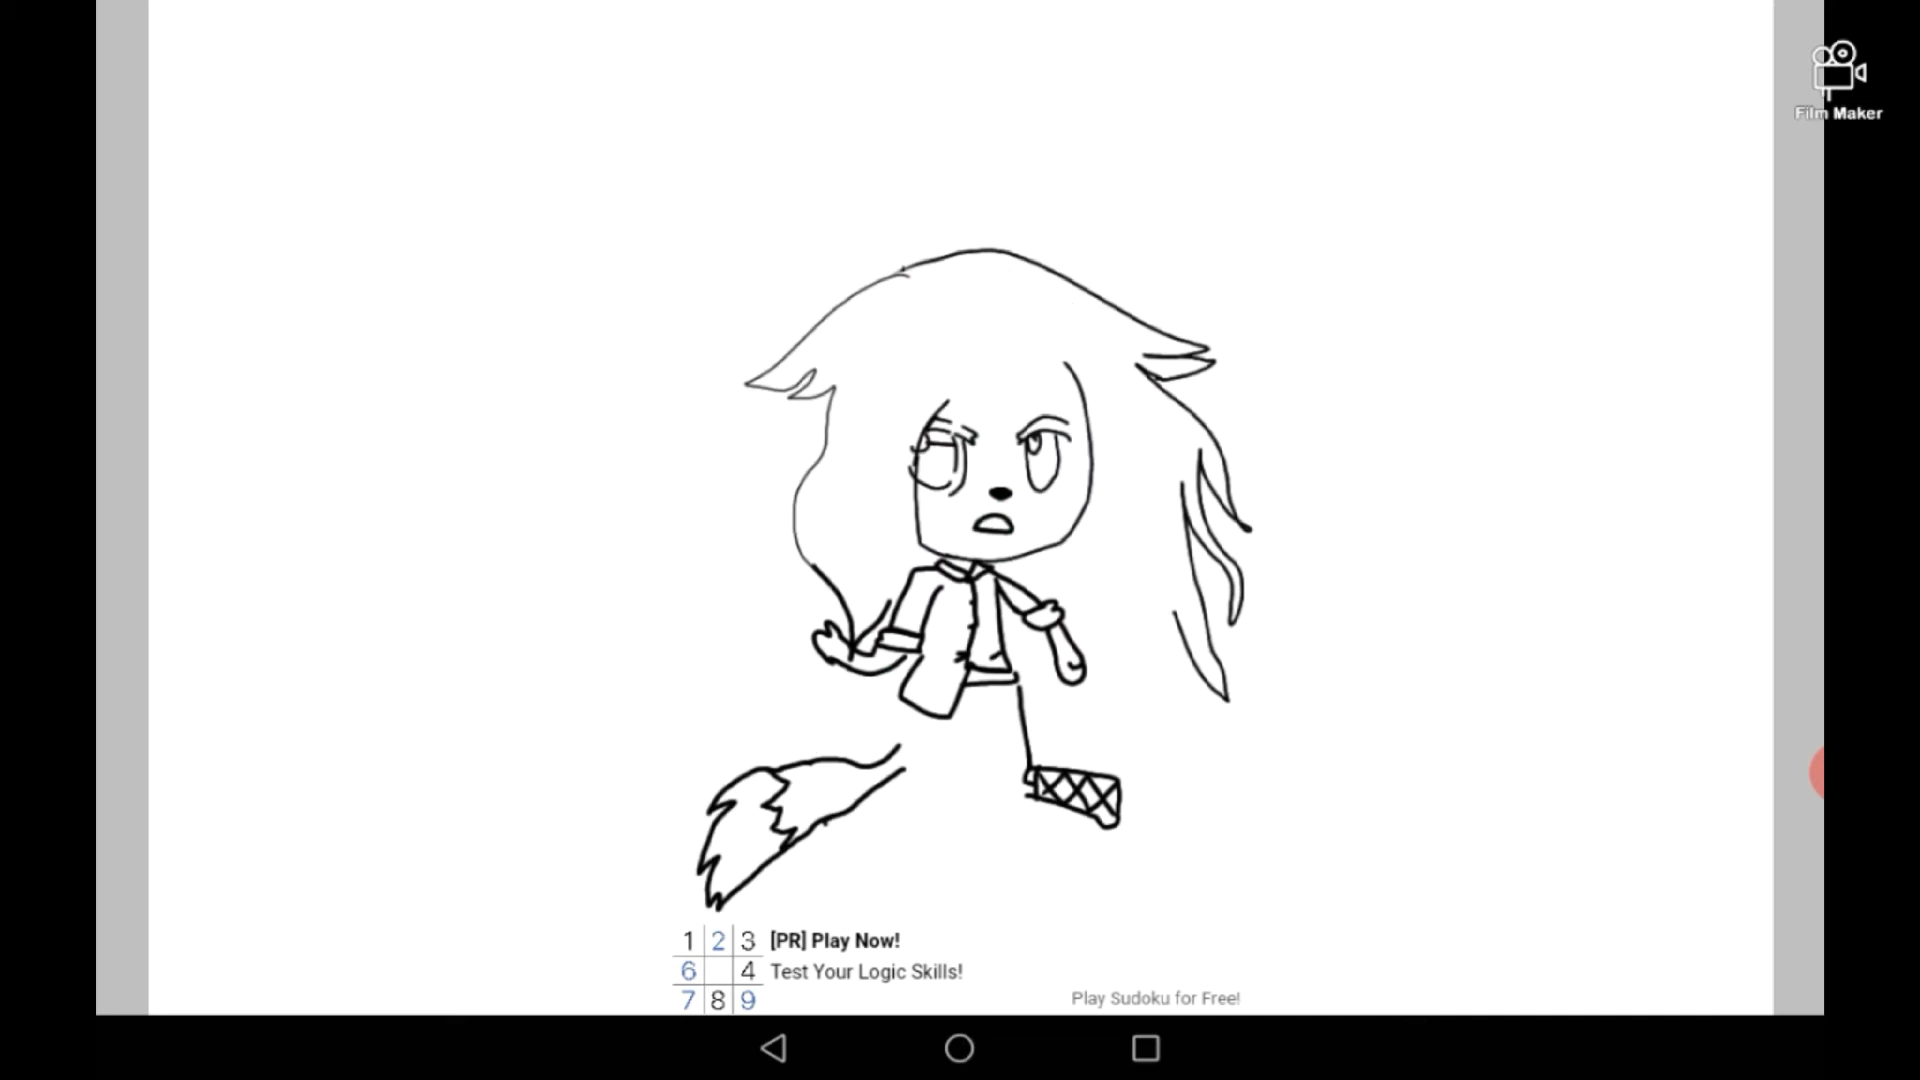 Film Maker
1 2 3
6 4
7 8 9
[PR] Play Now!
Test Your Logic Skills!
Play Sudoku for Free!